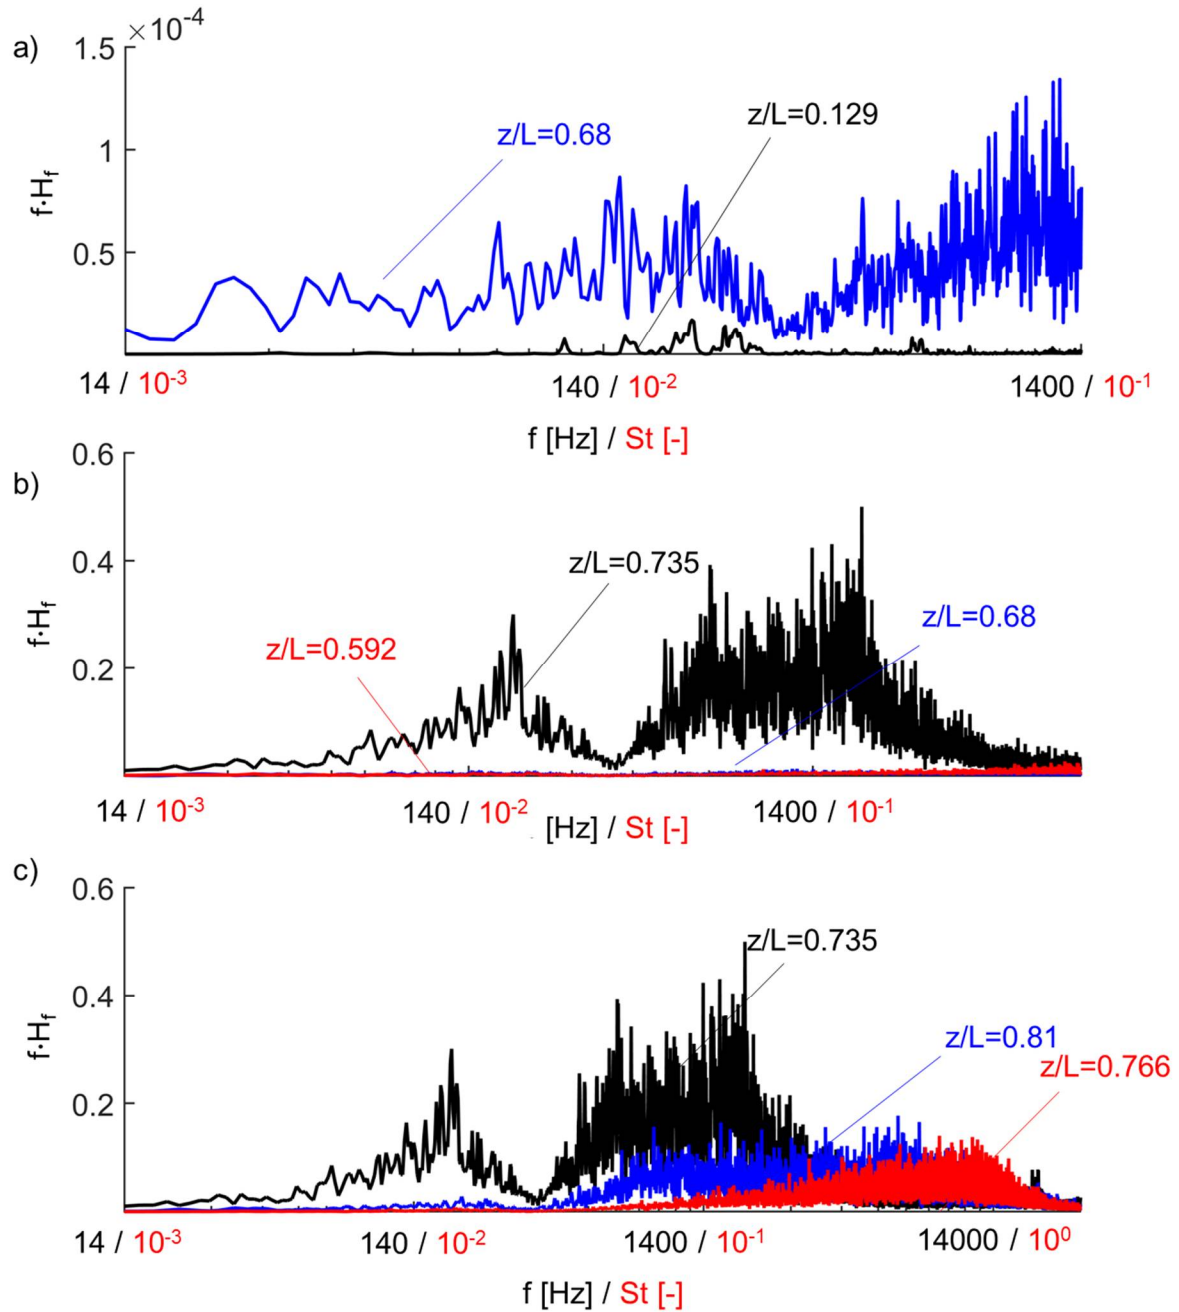 a)
×10⁻⁴
1.5
1
0.5
f·Hf
z/L=0.68
z/L=0.129
14 / 10⁻³ 140 / 10⁻² 1400 / 10⁻¹
f [Hz] / St [-]
b)
0.6
0.4
0.2
f·Hf
z/L=0.735
z/L=0.68
z/L=0.592
14 / 10⁻³ 140 / 10⁻² 1400 / 10⁻¹
[Hz] / St [-]
c)
0.6
0.4
0.2
f·Hf
z/L=0.735
z/L=0.81
z/L=0.766
14 / 10⁻³ 140 / 10⁻² 1400 / 10⁻¹ 14000 / 10⁰
f [Hz] / St [-]